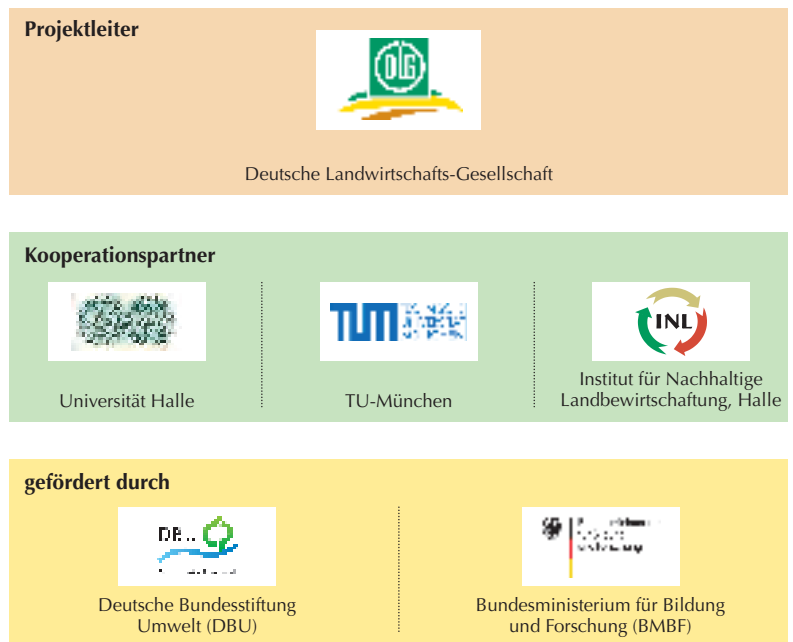 Projektleiter
DLG
Deutsche Landwirtschafts-Gesellschaft
Kooperationspartner
TUM
INL
Universität Halle
TU-München
Institut für Nachhaltige
Landbewirtschaftung, Halle
gefördert durch
DBU
Deutsche Bundesstiftung
Umwelt (DBU)
Bundesministerium für Bildung
und Forschung (BMBF)